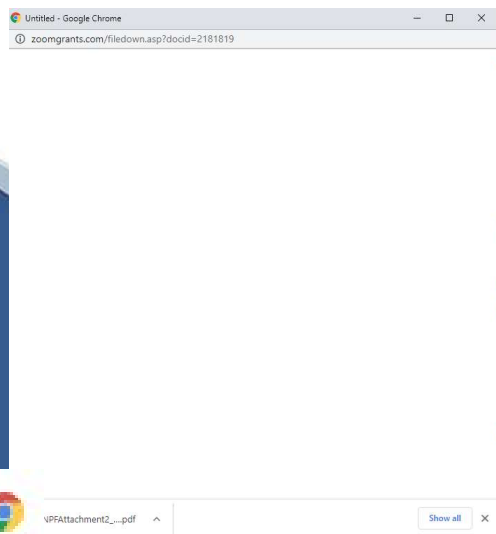 Untitled - Google Chrome
zoomgrants.com/filedown.asp?docid=2181819
NPFAttachment2_....pdf
Show all